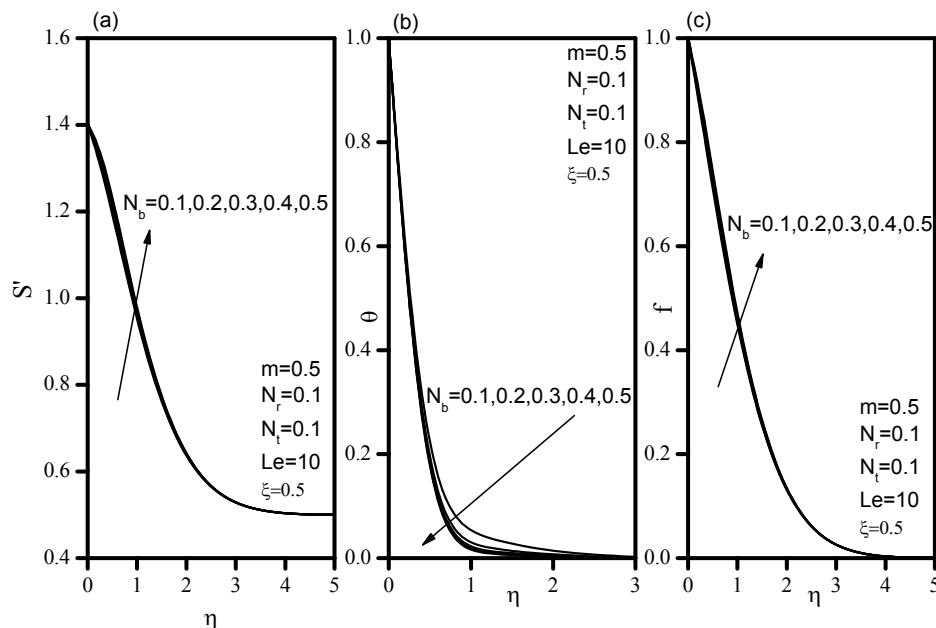 (a)
1.6
1.4
1.2
1.0
0.8
0.6
0.4
S'
N_b=0.1,0.2,0.3,0.4,0.5
m=0.5
N_r=0.1
N_t=0.1
Le=10
ξ=0.5
0 1 2 3 4 5
η
(b)
1.0
0.8
0.6
0.4
0.2
0.0
θ
m=0.5
N_r=0.1
N_t=0.1
Le=10
ξ=0.5
N_b=0.1,0.2,0.3,0.4,0.5
0 1 2 3
η
(c)
1.0
0.8
0.6
0.4
0.2
0.0
f
N_b=0.1,0.2,0.3,0.4,0.5
m=0.5
N_r=0.1
N_t=0.1
Le=10
ξ=0.5
0 1 2 3 4 5
η